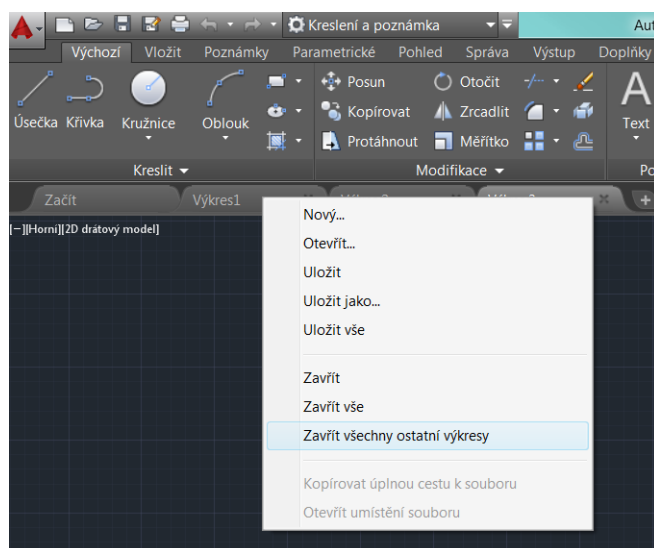 Kreslení a poznámka
Aut
Výchozí Vložit Poznámky Parametrické Pohled Správa Výstup Doplňky
Posun Otočit
Úsečka Křivka Kružnice Oblouk Kopírovat Zrcadlit Text
Protáhnout Měřítko
Kreslit Modifikace Po
Začít Výkres1
[−][Horní][2D drátový model]
Nový...
Otevřít...
Uložit
Uložit jako...
Uložit vše
Zavřít
Zavřít vše
Zavřít všechny ostatní výkresy
Kopírovat úplnou cestu k souboru
Otevřít umístění souboru